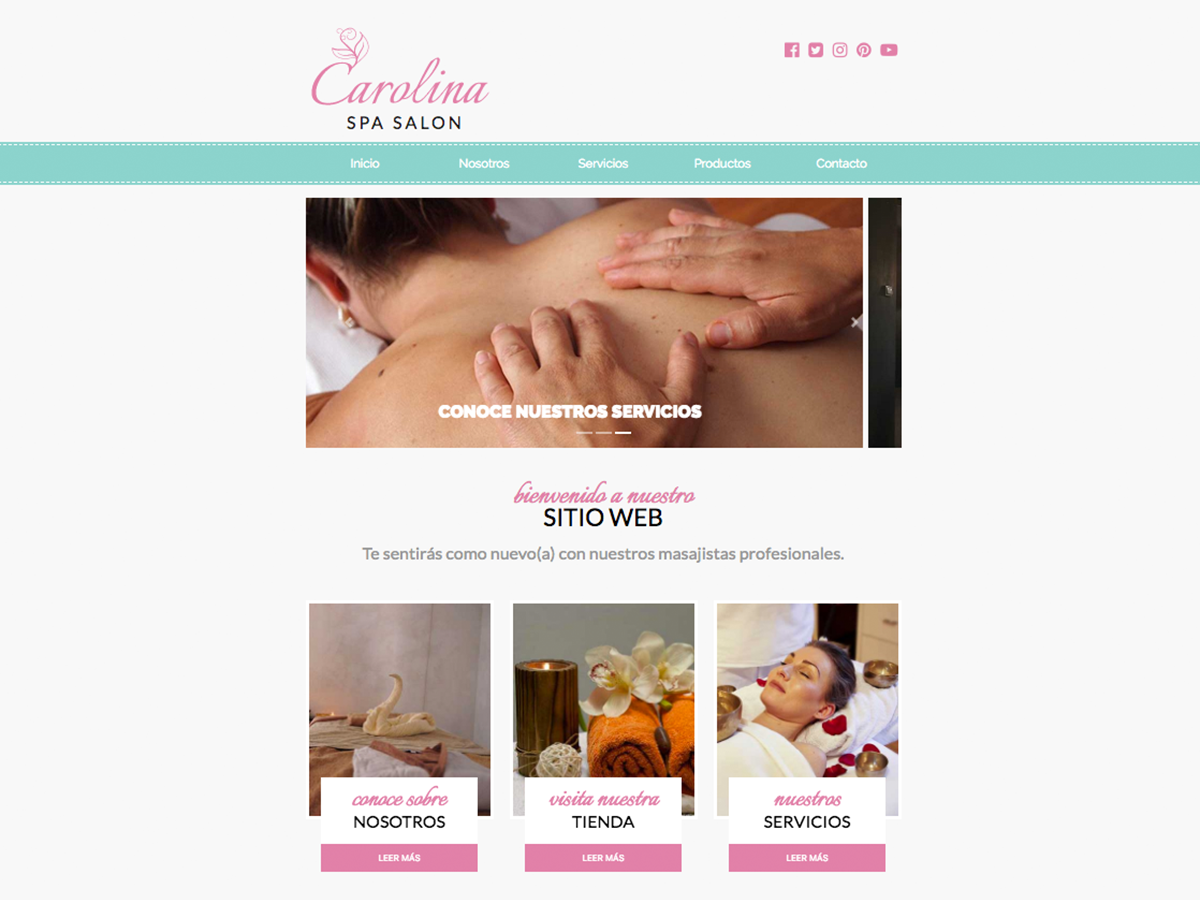 Carolina
SPA SALON
Inicio
Nosotros
Servicios
Productos
Contacto
CONOCE NUESTROS SERVICIOS
bienvenido a nuestro
SITIO WEB
Te sentirás como nuevo(a) con nuestros masajistas profesionales.
conoce sobre
NOSOTROS
LEER MÁS
visita nuestra
TIENDA
LEER MÁS
nuestros
SERVICIOS
LEER MÁS